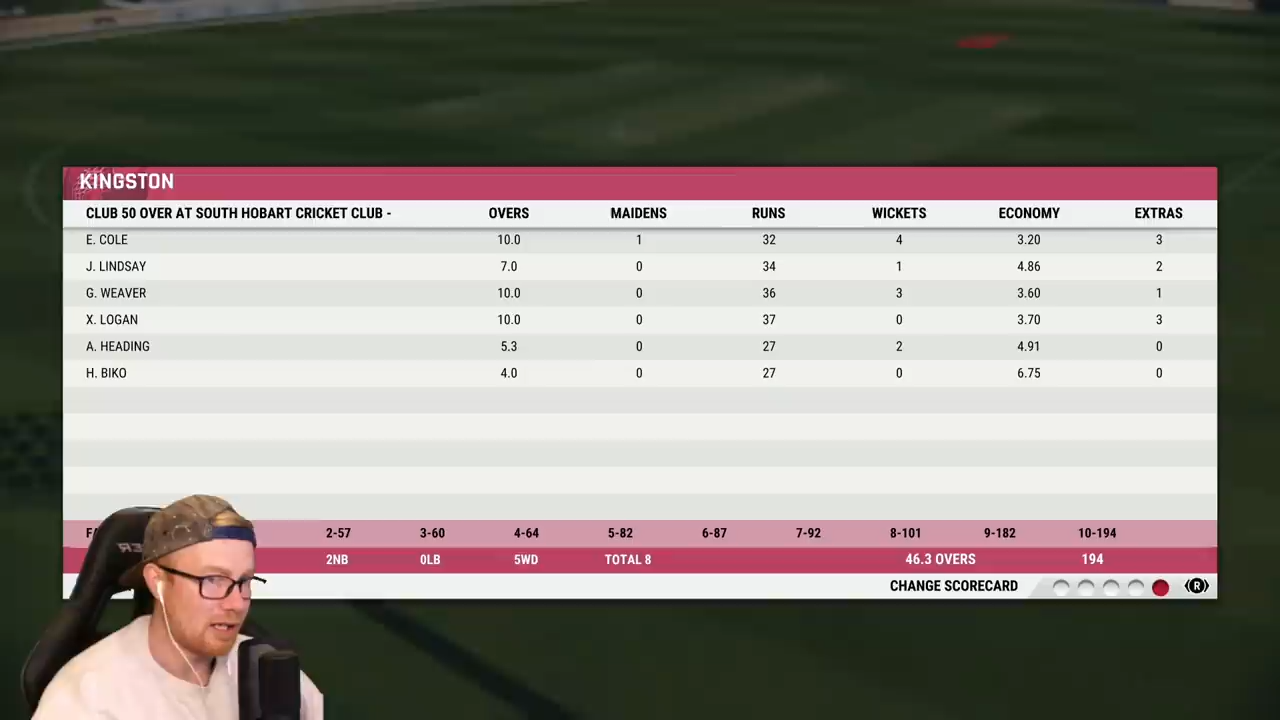 KINGSTON
CLUB 50 OVER AT SOUTH HOBART CRICKET CLUB - OVERS MAIDENS RUNS WICKETS ECONOMY EXTRAS
E. COLE 10.0 1 32 4 3.20 3
J. LINDSAY 7.0 0 34 1 4.86 2
G. WEAVER 10.0 0 36 3 3.60 1
X. LOGAN 10.0 0 37 0 3.70 3
A. HEADING 5.3 0 27 2 4.91 0
H. BIKO 4.0 0 27 0 6.75 0
2-57 3-60 4-64 5-82 6-87 7-92 8-101 9-182 10-194
2NB 0LB 5WD TOTAL 8 46.3 OVERS 194
CHANGE SCORECARD R